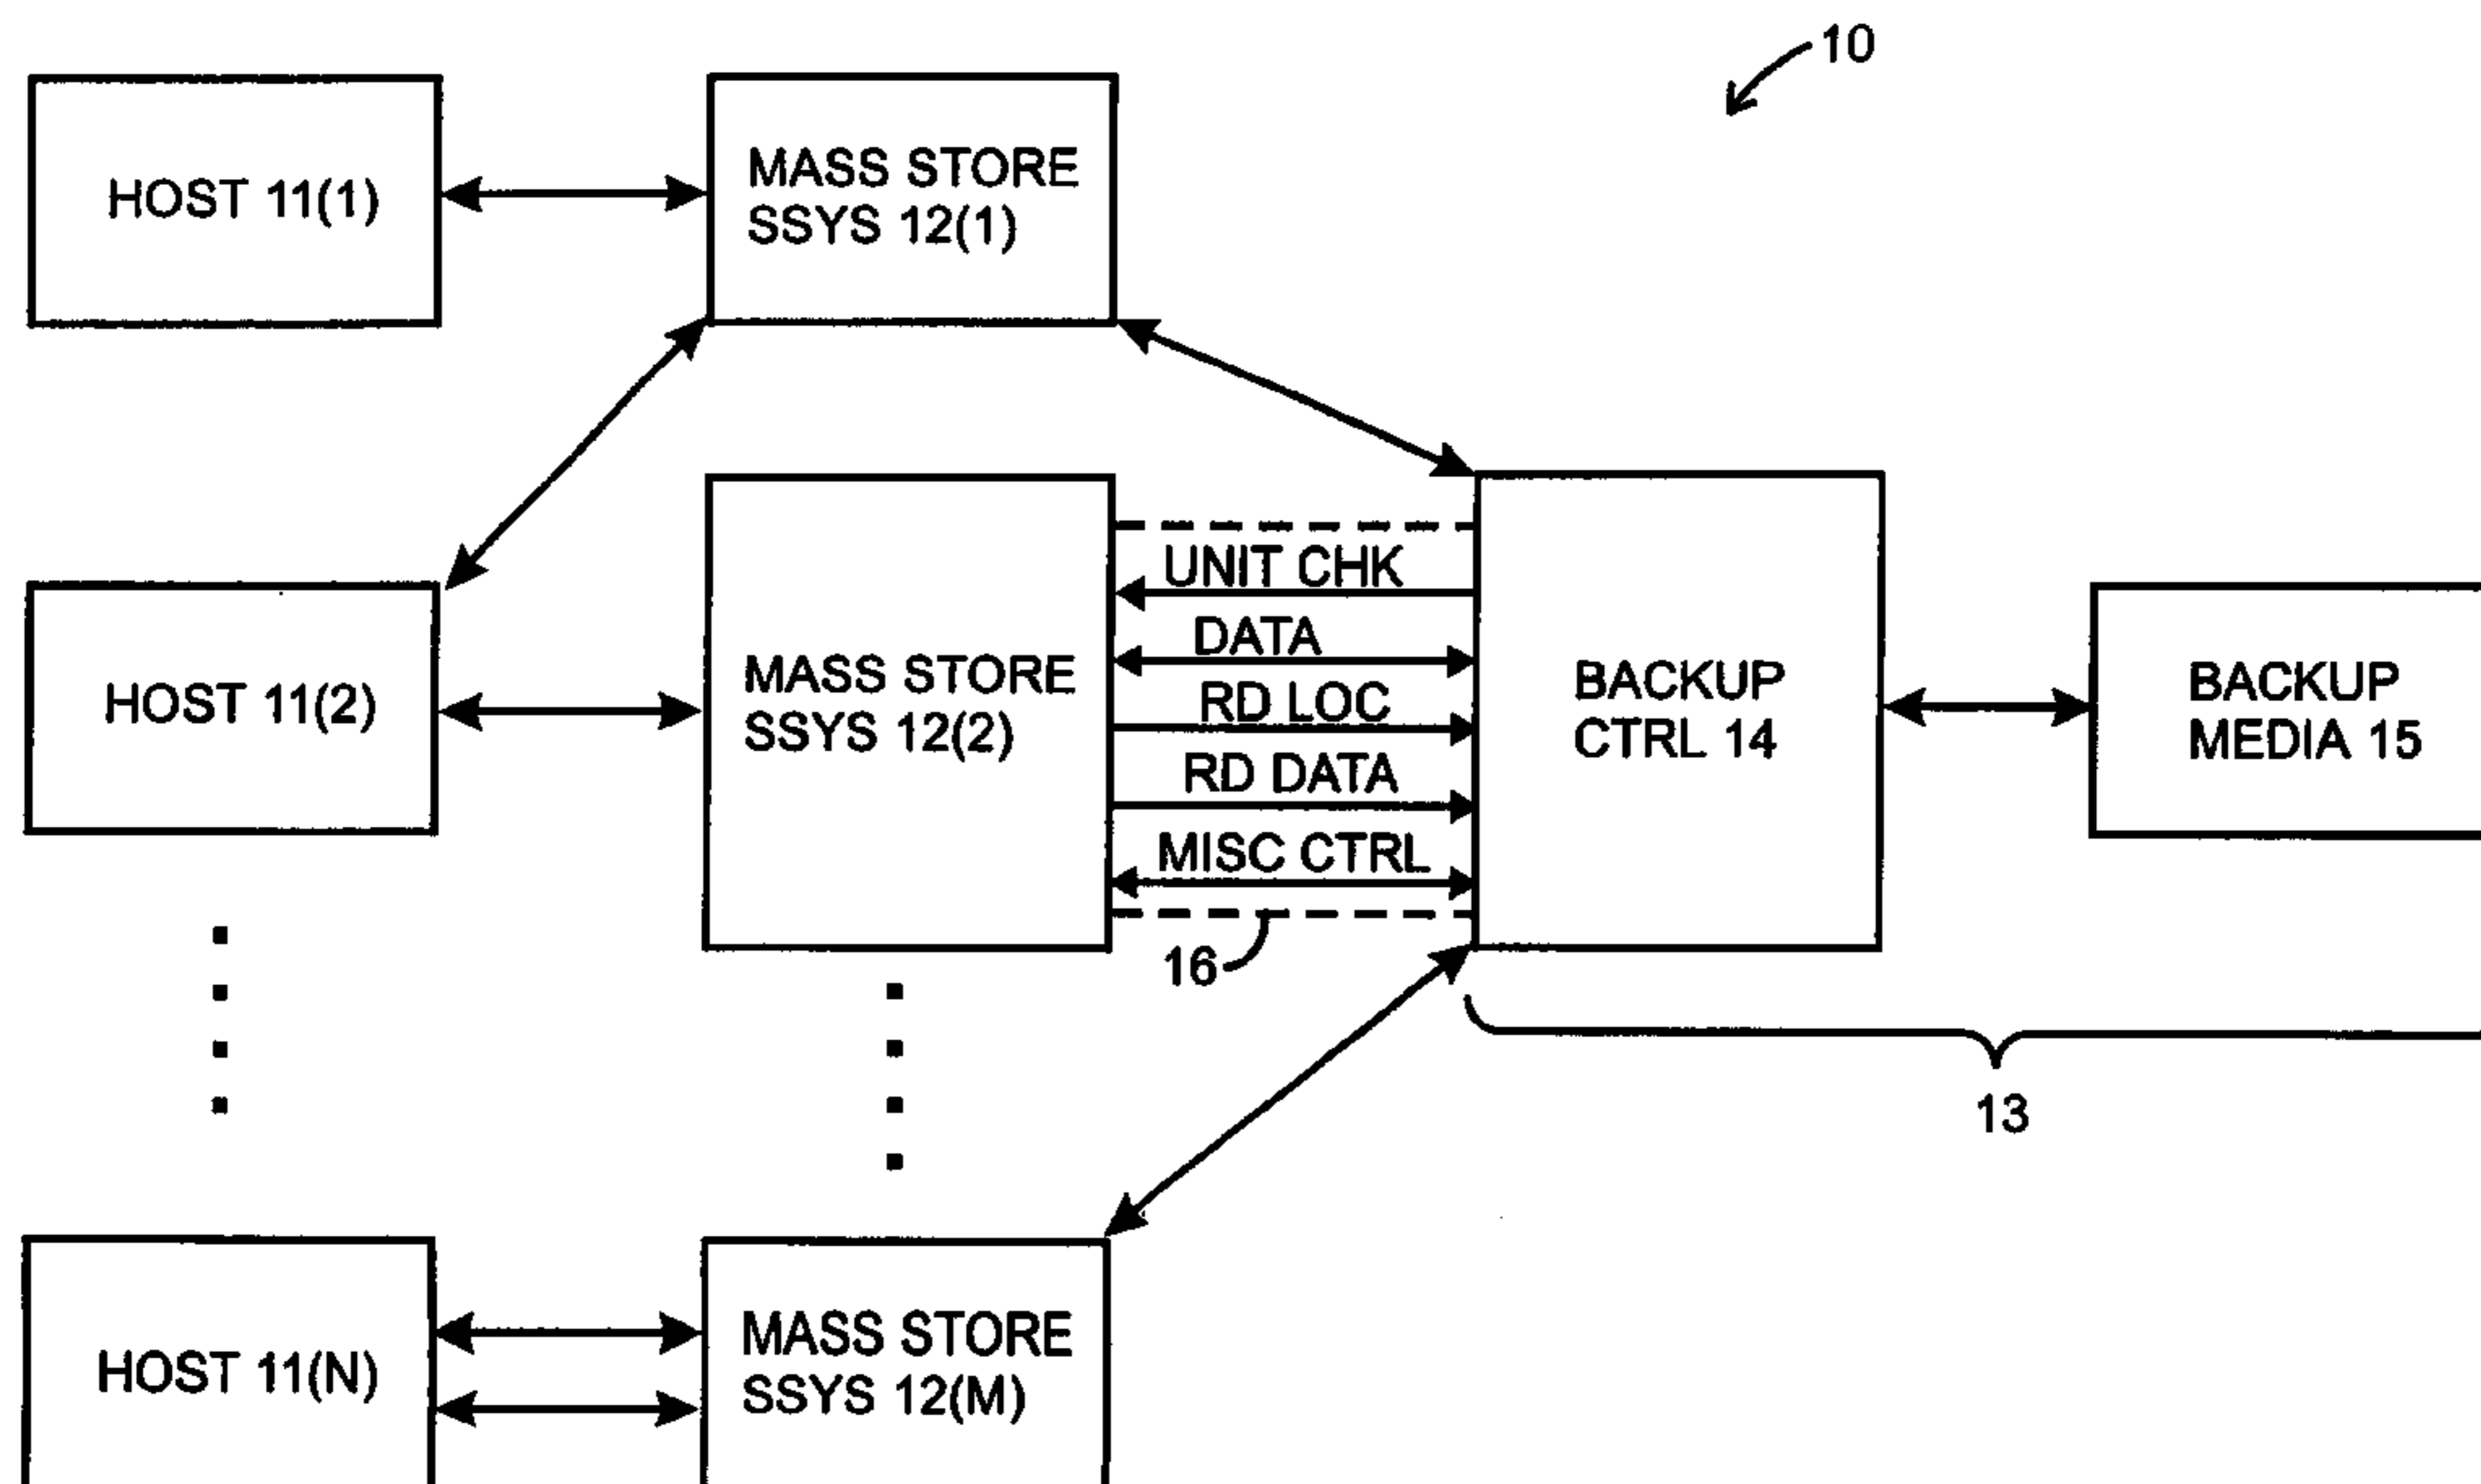 10
HOST 11(1)
MASS STORE
SSYS 12(1)
HOST 11(2)
MASS STORE
SSYS 12(2)
UNIT CHK
DATA
RD LOC
RD DATA
MISC CTRL
16
BACKUP
CTRL 14
BACKUP
MEDIA 15
13
HOST 11(N)
MASS STORE
SSYS 12(M)